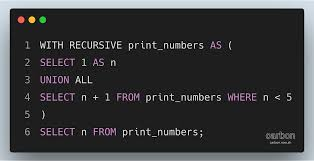 1 WITH RECURSIVE print_numbers AS (
2 SELECT 1 AS n
3 UNION ALL
4 SELECT n + 1 FROM print_numbers WHERE n < 5
5 )
6 SELECT n FROM print_numbers;
carbon
carbon.now.sh